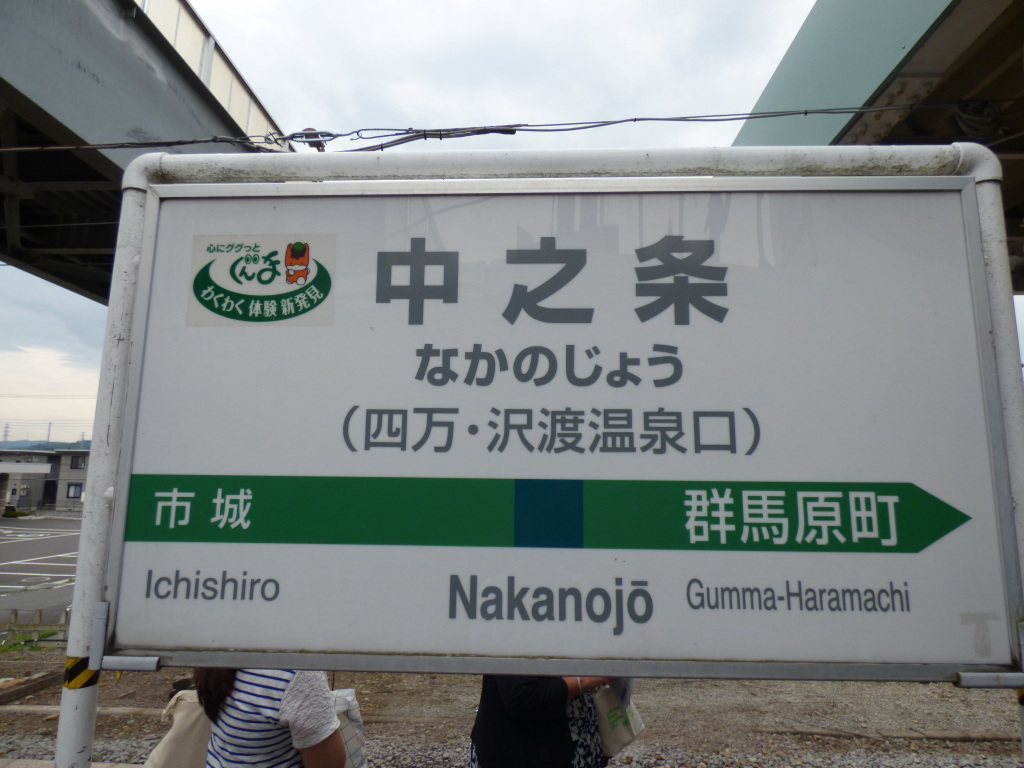 心にググっと
ぐんま
わくわく 体験 新発見
中之条
なかのじょう
(四万・沢渡温泉口)
市城
群馬原町
Ichishiro
Nakanojō
Gumma-Haramachi